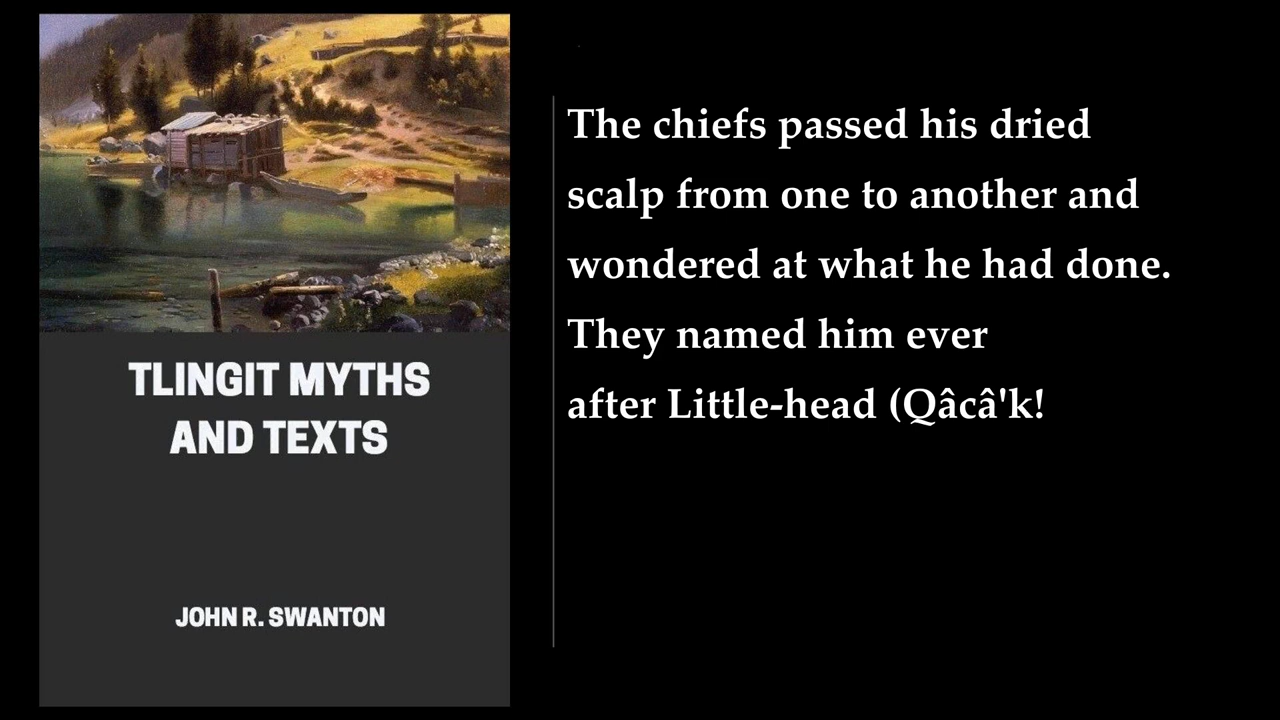 TLINGIT MYTHS
AND TEXTS
JOHN R. SWANTON
The chiefs passed his dried
scalp from one to another and
wondered at what he had done.
They named him ever
after Little-head (Qâcâ'k!